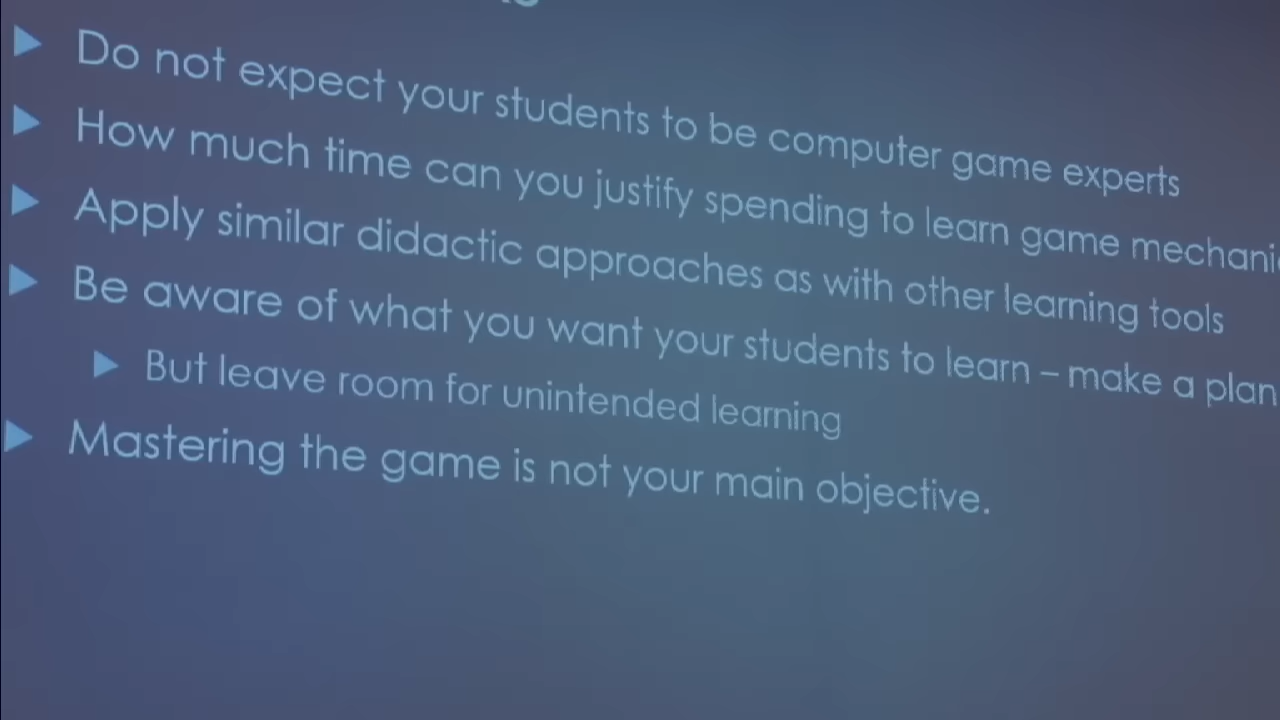 Do not expect your students to be computer game experts
How much time can you justify spending to learn game
Apply similar didactic approaches as with other learning tools
Be aware of what you want your students to learn – make a plan
But leave room for unintended learning
Mastering the game is not your main objective.